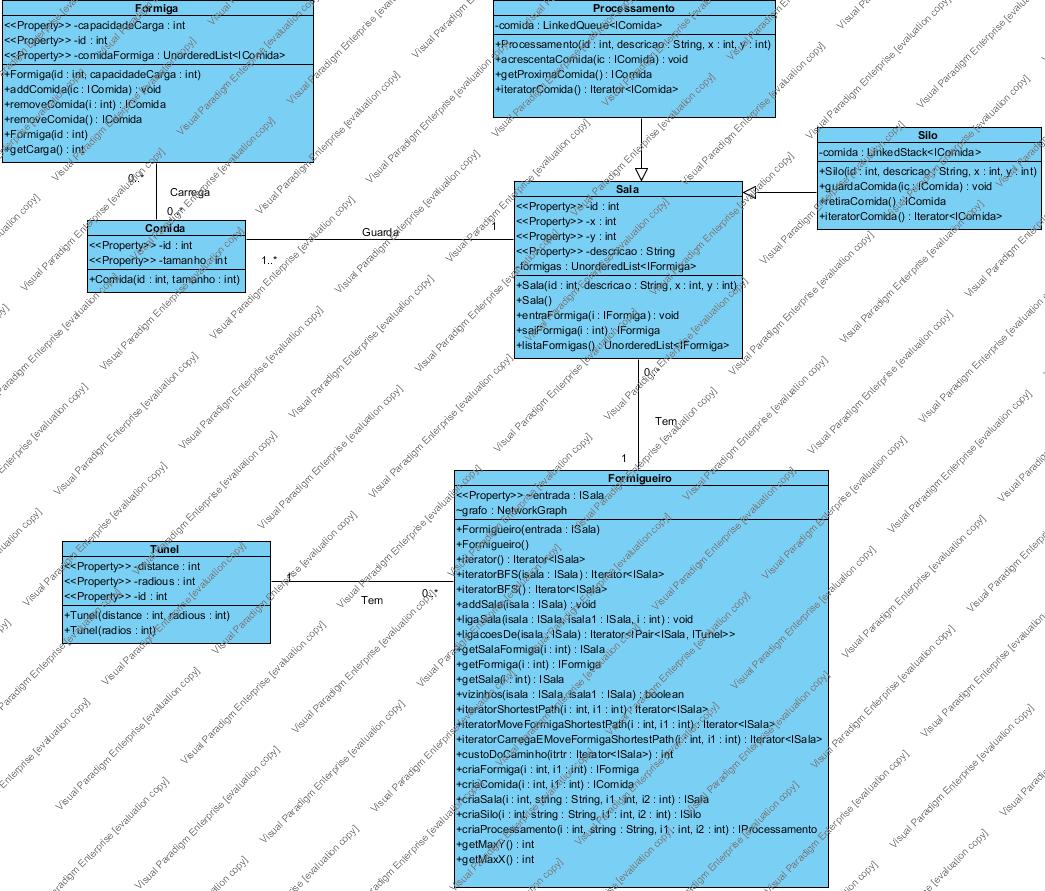 Formiga
<<Property>> -capacidadeCarga : int
<<Property>> -id : int
<<Property>> -comidaFormiga : UnorderedList<IComida>
+Formiga(id : int, capacidadeCarga : int)
+addComida(ic : IComida) : void
+removeComida(i : int) : IComida
+removeComida() : IComida
+Formiga(id : int)
+getCarga() : int
0..*
Carrega
0..*
Comida
<<Property>> -id : int
<<Property>> -tamanho : int
+Comida(id : int, tamanho : int)
Guarda
1
1..*
Processamento
-comida : LinkedQueue<IComida>
+Processamento(id : int, descricao : String, x : int, y : int)
+acrescentaComida(ic : IComida) : void
+getProximaComida() : IComida
+iteratorComida() : Iterator<IComida>
Silo
-comida : LinkedStack<IComida>
+Silo(id : int, descricao : String, x : int, y : int)
+guardaComida(ic : IComida) : void
+retiraComida() : IComida
+iteratorComida() : Iterator<IComida>
Sala
<<Property>> -id : int
<<Property>> -x : int
<<Property>> -y : int
<<Property>> -descricao : String
-formigas : UnorderedList<IFormiga>
+Sala(id : int, descricao : String, x : int, y : int)
+Sala()
+entraFormiga(i : IFormiga) : void
+saiFormiga(i : int) : IFormiga
+listaFormigas() : UnorderedList<IFormiga>
0..*
Tem
1
Formigueiro
<<Property>> ~entrada : ISala
~grafo : NetworkGraph
+Formigueiro(entrada : ISala)
+Formigueiro()
+iterator() : Iterator<ISala>
+iteratorBFS(isala : ISala) : Iterator<ISala>
+iteratorBFS() : Iterator<ISala>
+addSala(isala : ISala) : void
+ligaSala(isala : ISala, isala1 : ISala, i : int) : void
+ligacoesDe(isala : ISala) : Iterator<IPair<ISala, ITunel>>
+getSalaFormiga(i : int) : ISala
+getFormiga(i : int) : IFormiga
+getSala(i : int) : ISala
+vizinhos(isala : ISala, isala1 : ISala) : boolean
+iteratorShortestPath(i : int, i1 : int) : Iterator<ISala>
+iteratorMoveFormigaShortestPath(i : int, i1 : int) : Iterator<ISala>
+iteratorCarregaEMoveFormigaShortestPath(i : int, i1 : int) : Iterator<ISala>
+custoDoCaminho(itrtr : Iterator<ISala>) : int
+criaFormiga(i : int, i1 : int) : IFormiga
+criaComida(i : int, i1 : int) : IComida
+criaSala(i : int, string : String, i1 : int, i2 : int) : ISala
+criaSilo(i : int, string : String, i1 : int, i2 : int) : ISilo
+criaProcessamento(i : int, string : String, i1 : int, i2 : int) : IProcessamento
+getMaxY() : int
+getMaxX() : int
Tunel
<<Property>> -distance : int
<<Property>> -radious : int
<<Property>> -id : int
+Tunel(distance : int, radious : int)
+Tunel(radios : int)
Tem
0..*
Visual Paradigm Enterprise [evaluation copy]